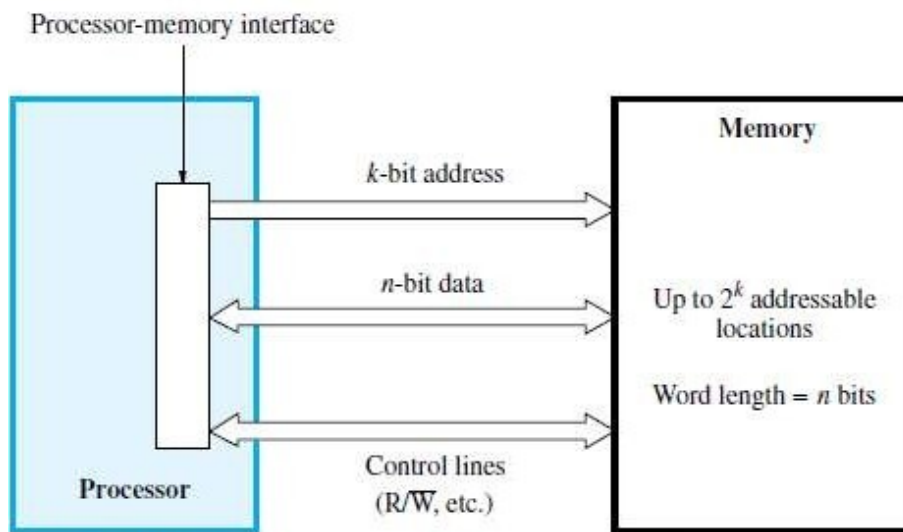 Processor-memory interface
Memory
k-bit address
n-bit data
Up to 2^k addressable
locations
Word length = n bits
Control lines
(R/W̅, etc.)
Processor